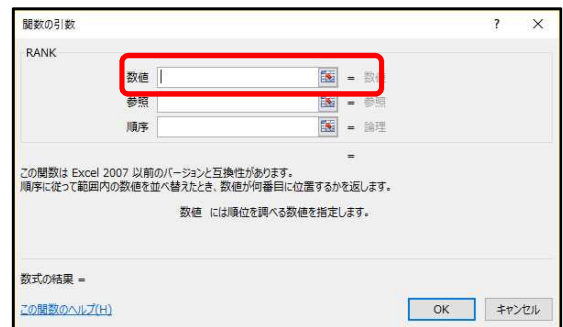 関数の引数 ? ×
RANK
数値 = 数値
参照 = 参照
順序 = 論理
=
この関数は Excel 2007 以前のバージョンと互換性があります。
順序に従って範囲内の数値を並べ替えたとき、数値が何番目に位置するかを返します。
数値 には順位を調べる数値を指定します。
数式の結果 =
この関数のヘルプ(H)
OK キャンセル